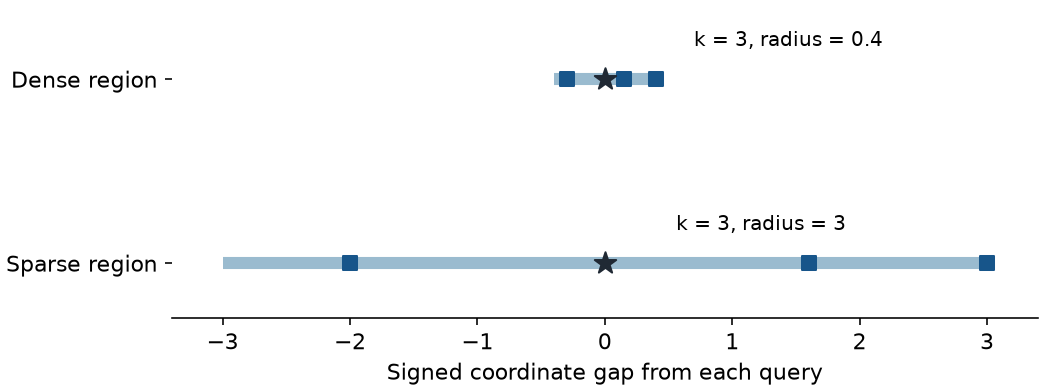 k = 3, radius = 0.4
Dense region
k = 3, radius = 3
Sparse region
−3 −2 −1 0 1 2 3
Signed coordinate gap from each query